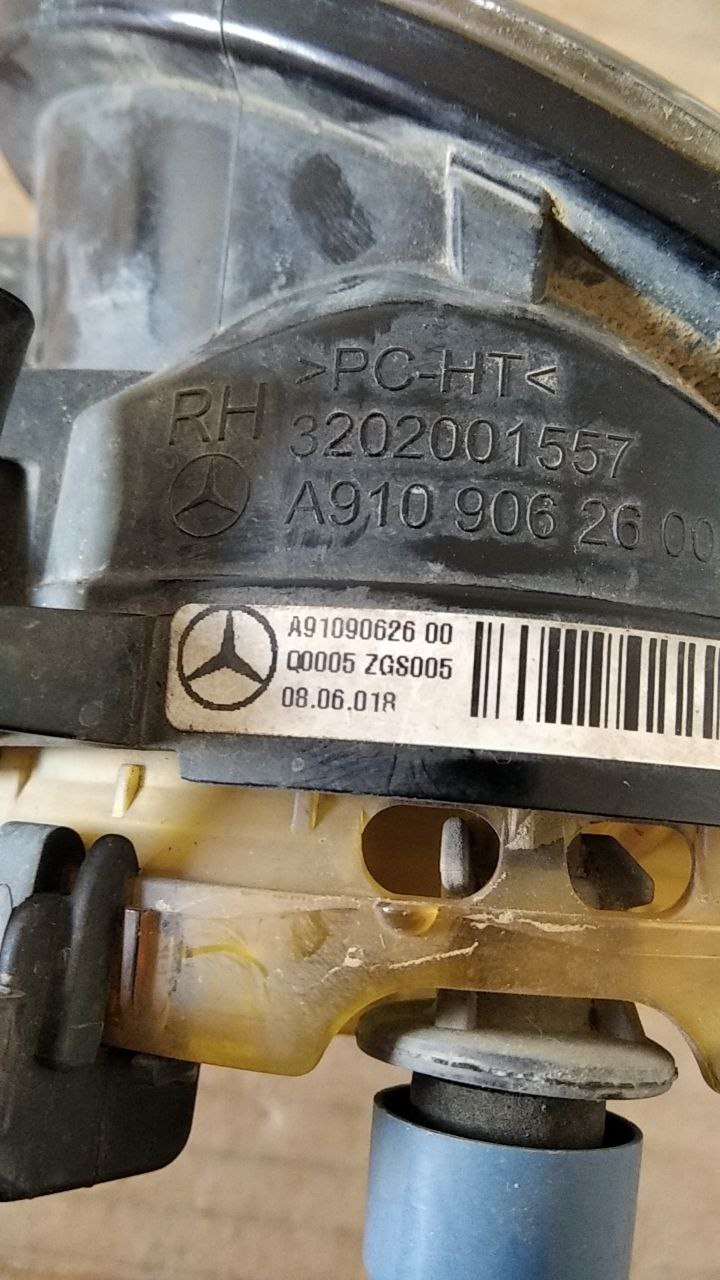 >PC-HT<
RH
3202001557
A910 906 26 00
A91090626 00
Q0005 ZGS005
08.06.018